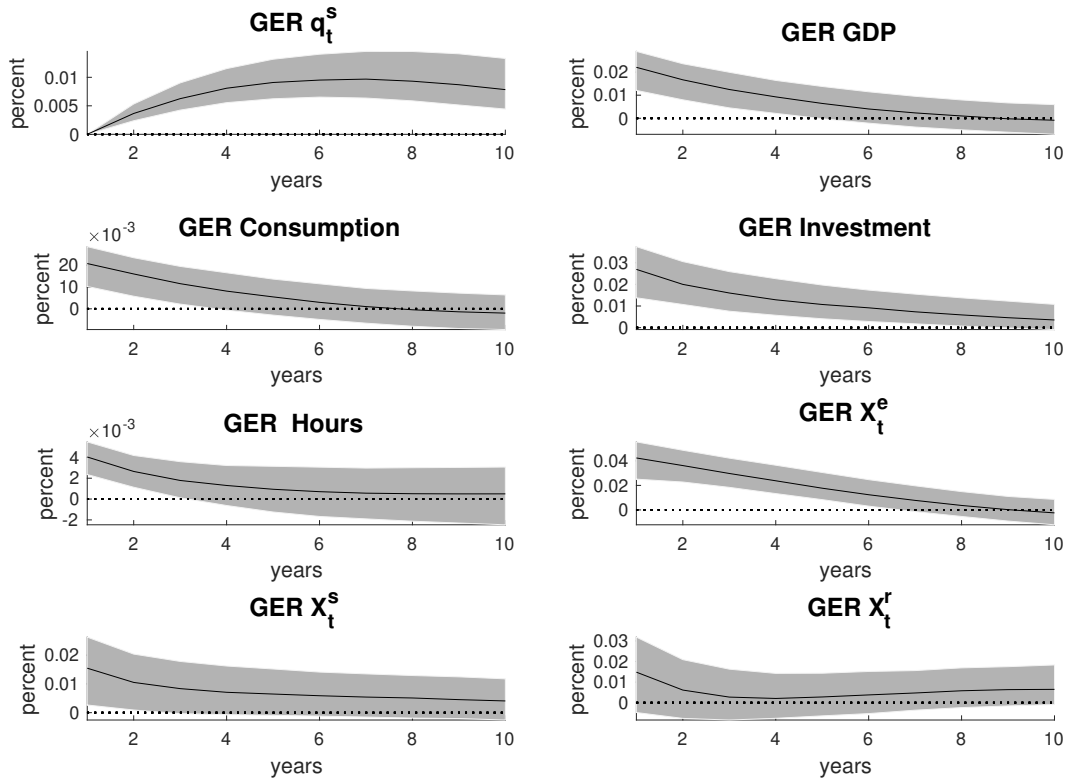 GER q_t^s
percent
0.01
0.005
0
2 4 6 8 10
years
GER GDP
percent
0.02
0.01
0
2 4 6 8 10
years
GER Consumption
×10^-3
percent
20
10
0
2 4 6 8 10
years
GER Investment
percent
0.03
0.02
0.01
0
2 4 6 8 10
years
GER Hours
×10^-3
percent
4
2
0
-2
2 4 6 8 10
years
GER X_t^e
percent
0.04
0.02
0
2 4 6 8 10
years
GER X_t^s
percent
0.02
0.01
0
2 4 6 8 10
years
GER X_t^r
percent
0.03
0.02
0.01
0
2 4 6 8 10
years